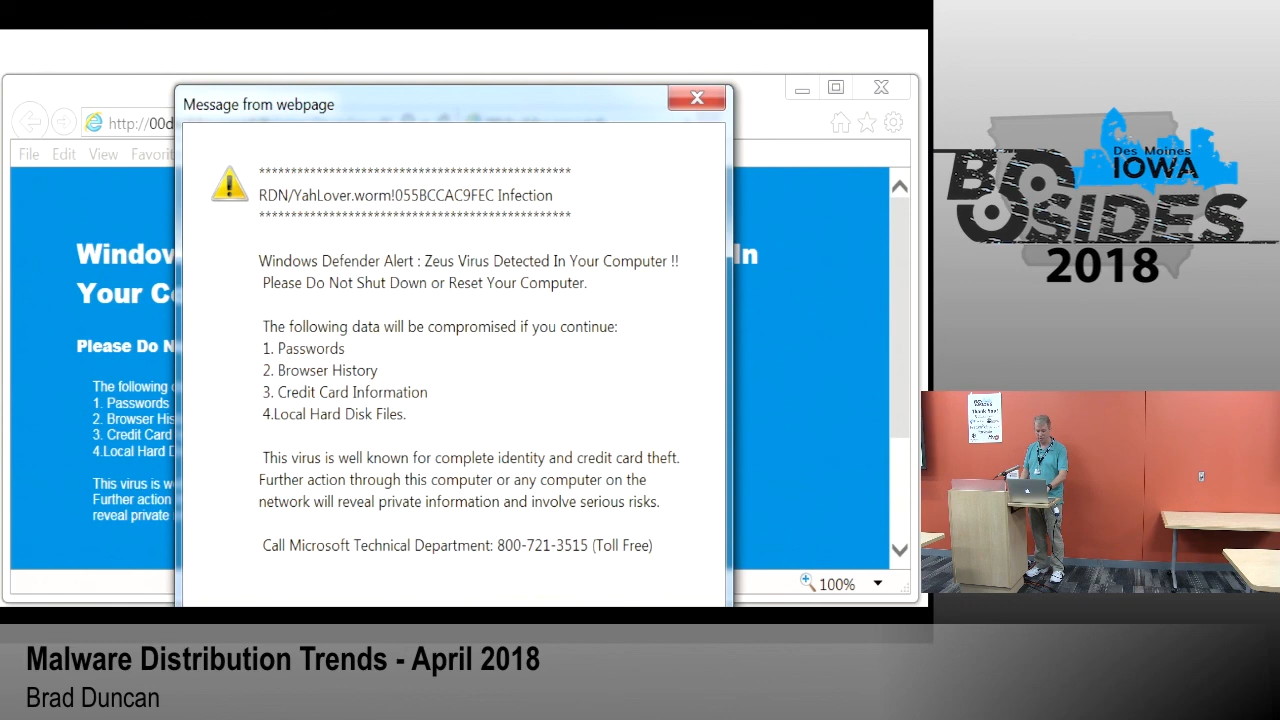 Message from webpage
http://00d
File Edit View Favorit
**************************************************
RDN/YahLover.worm!055BCCAC9FEC Infection
**************************************************
Windows Defender Alert : Zeus Virus Detected In Your Computer !!
Please Do Not Shut Down or Reset Your Computer.
The following data will be compromised if you continue:
1. Passwords
2. Browser History
3. Credit Card Information
4.Local Hard Disk Files.
This virus is well known for complete identity and credit card theft.
Further action through this computer or any computer on the
network will reveal private information and involve serious risks.
Call Microsoft Technical Department: 800-721-3515 (Toll Free)
Window In
Your C
Please Do N
The following
1. Passwords
2. Browser His
3. Credit Card
4.Local Hard D
This virus is we
Further action
reveal private
100%
Des Moines
IOWA
BSIDES
2018
Thank You!
Malware Distribution Trends - April 2018
Brad Duncan